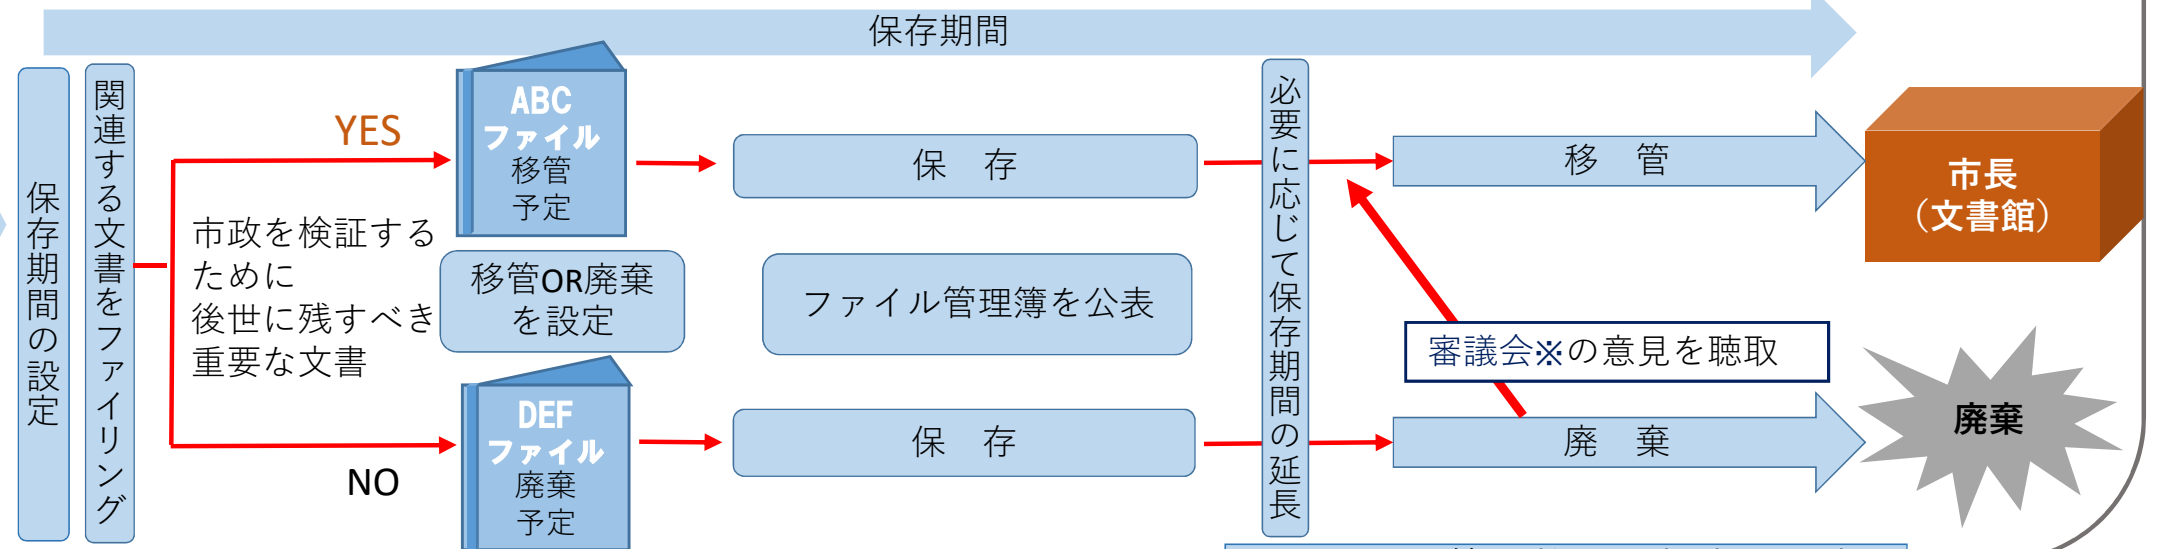 保存期間
保存期間の設定
関連する文書をファイリング
YES
市政を検証する
ために
後世に残すべき
重要な文書
NO
ABC
ファイル
移管
予定
移管OR廃棄
を設定
DEF
ファイル
廃棄
予定
保　存
ファイル管理簿を公表
保　存
必要に応じて保存期間の延長
移　管
審議会※の意見を聴取
廃　棄
市長
（文書館）
廃棄